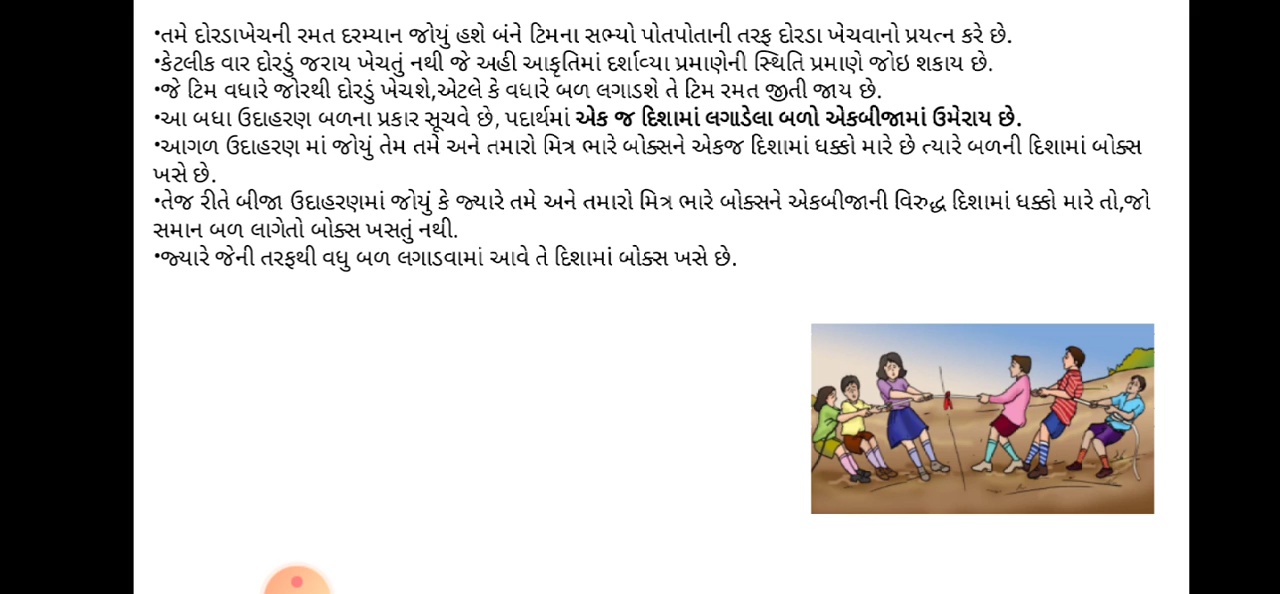 •તમે દોરડાખેચની રમત દરમ્યાન જોયું હશે બંને ટિમના સભ્યો પોતપોતાની તરફ દોરડા ખેચવાનો પ્રયત્ન કરે છે.
•કેટલીક વાર દોરડું જરાય ખેચતું નથી જે અહી આકૃતિમાં દર્શાવ્યા પ્રમાણેની સ્થિતિ પ્રમાણે જોઇ શકાય છે.
•જે ટિમ વધારે જોરથી દોરડું ખેચશે,એટલે કે વધારે બળ લગાડશે તે ટિમ રમત જીતી જાય છે.
•આ બધા ઉદાહરણ બળના પ્રકાર સૂચવે છે, પદાર્થમાં એક જ દિશામાં લગાડેલા બળો એકબીજામાં ઉમેરાય છે.
•આગળ ઉદાહરણ માં જોયું તેમ તમે અને તમારો મિત્ર ભારે બોક્સને એકજ દિશામાં ધક્કો મારે છે ત્યારે બળની દિશામાં બોક્સ
ખસે છે.
•તેજ રીતે બીજા ઉદાહરણમાં જોયું કે જ્યારે તમે અને તમારો મિત્ર ભારે બોક્સને એકબીજાની વિરુદ્ધ દિશામાં ધક્કો મારે તો,જો
સમાન બળ લાગેતો બોક્સ ખસતું નથી.
•જ્યારે જેની તરફથી વધુ બળ લગાડવામાં આવે તે દિશામાં બોક્સ ખસે છે.